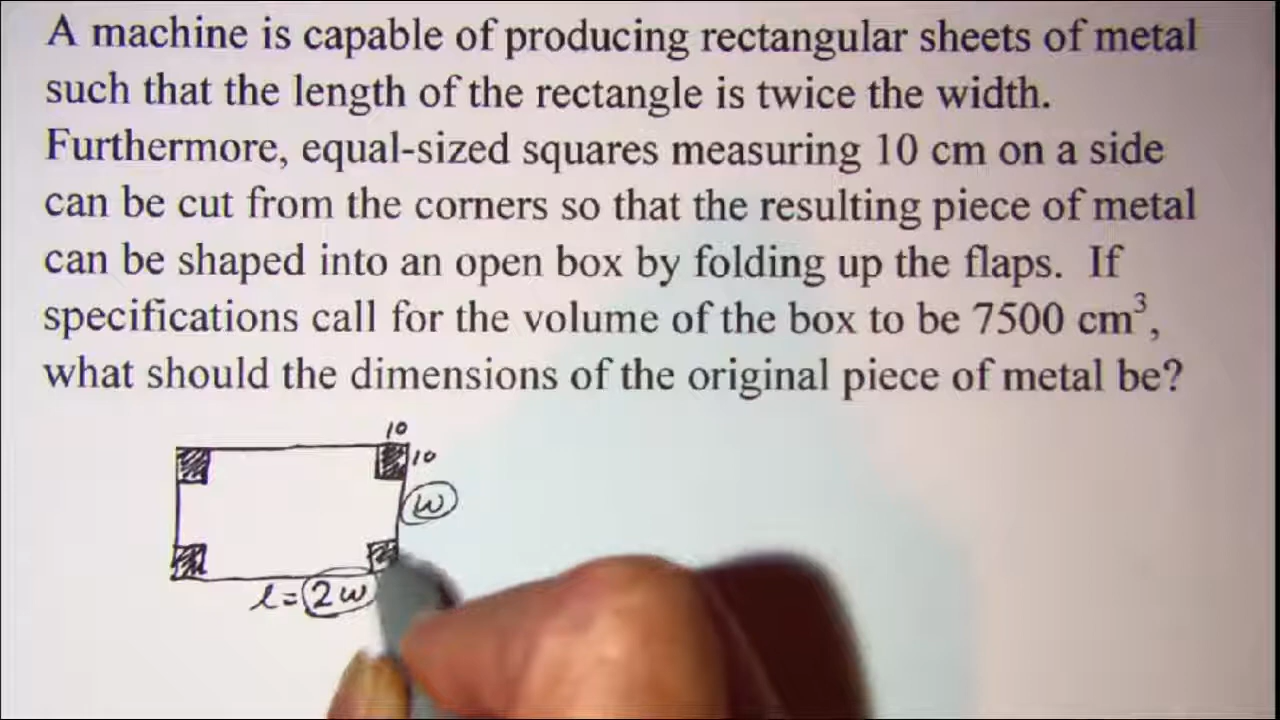 A machine is capable of producing rectangular sheets of metal
such that the length of the rectangle is twice the width.
Furthermore, equal-sized squares measuring 10 cm on a side
can be cut from the corners so that the resulting piece of metal
can be shaped into an open box by folding up the flaps.  If
specifications call for the volume of the box to be 7500 cm³,
what should the dimensions of the original piece of metal be?
10
10
w
l = 2w